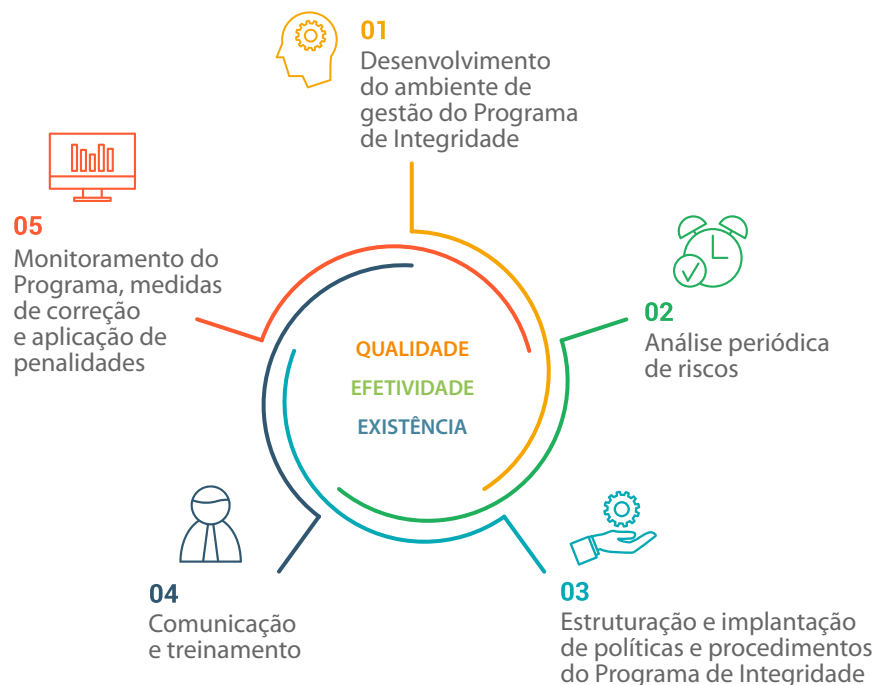 01
Desenvolvimento
do ambiente de
gestão do Programa
de Integridade
02
Análise periódica
de riscos
03
Estruturação e implantação
de políticas e procedimentos
do Programa de Integridade
04
Comunicação
e treinamento
05
Monitoramento do
Programa, medidas
de correção
e aplicação de
penalidades
QUALIDADE
EFETIVIDADE
EXISTÊNCIA